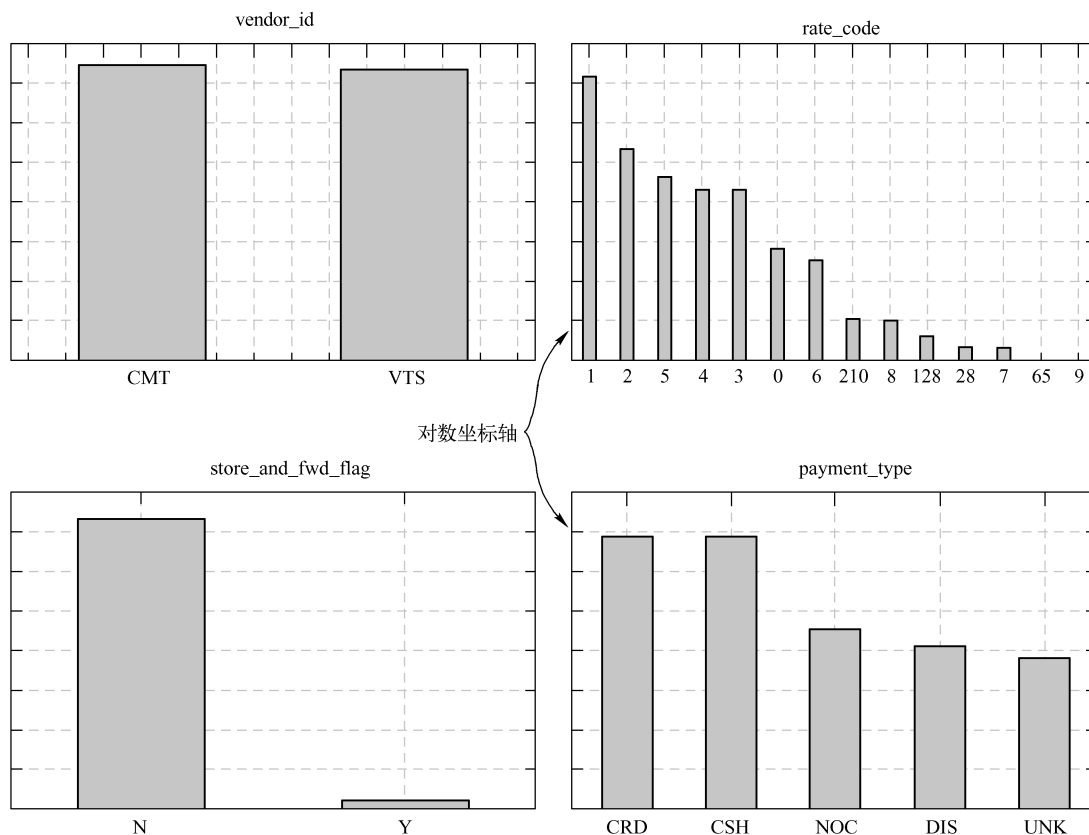 vendor_id
CMT VTS
rate_code
1 2 5 4 3 0 6 210 8 128 28 7 65 9
对数坐标轴
store_and_fwd_flag
N Y
payment_type
CRD CSH NOC DIS UNK